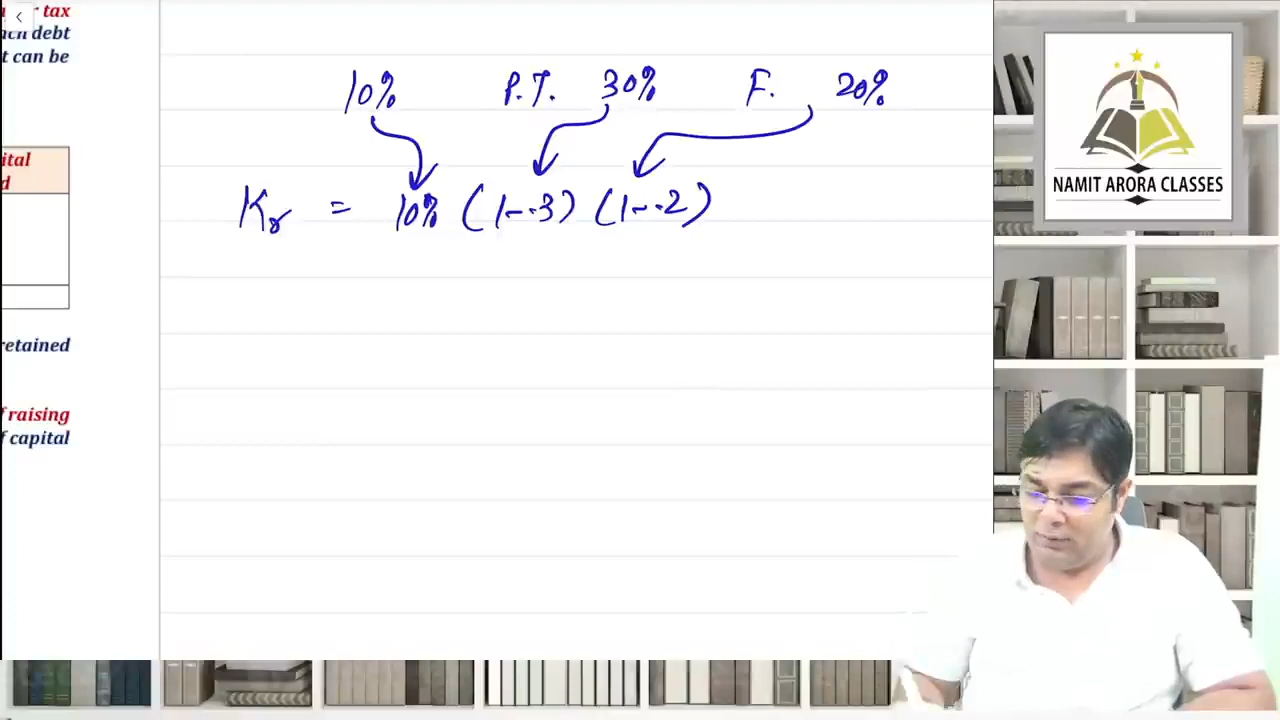 tax
debt
t can be
ital
d
retained
f raising
f capital
10% P.T. 30% F. 20%
Kr = 10% (1-.3) (1-.2)
NAMIT ARORA CLASSES